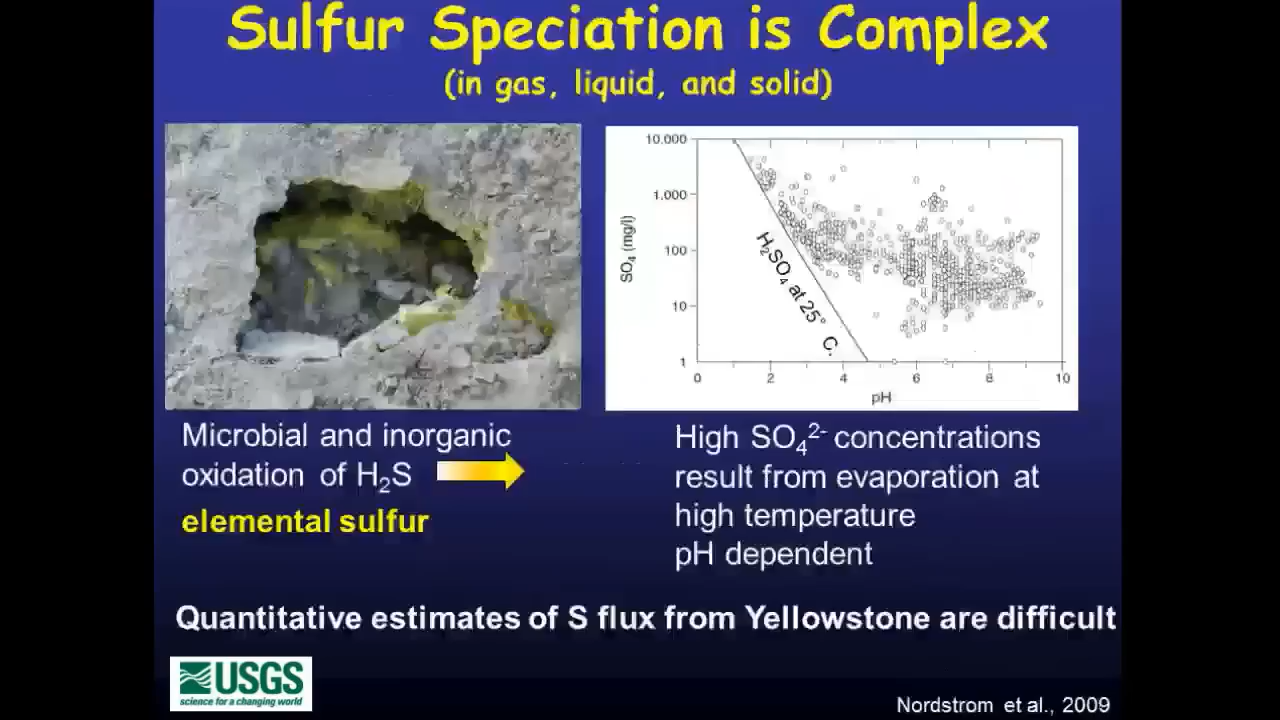 Sulfur Speciation is Complex
(in gas, liquid, and solid)
10.000
1.000
100
10
1
SO₄ (mg/l)
H₂SO₄ at 25° C.
0 2 4 6 8 10
pH
Microbial and inorganic
oxidation of H₂S
elemental sulfur
High SO₄²⁻ concentrations
result from evaporation at
high temperature
pH dependent
Quantitative estimates of S flux from Yellowstone are difficult
USGS
science for a changing world
Nordstrom et al., 2009